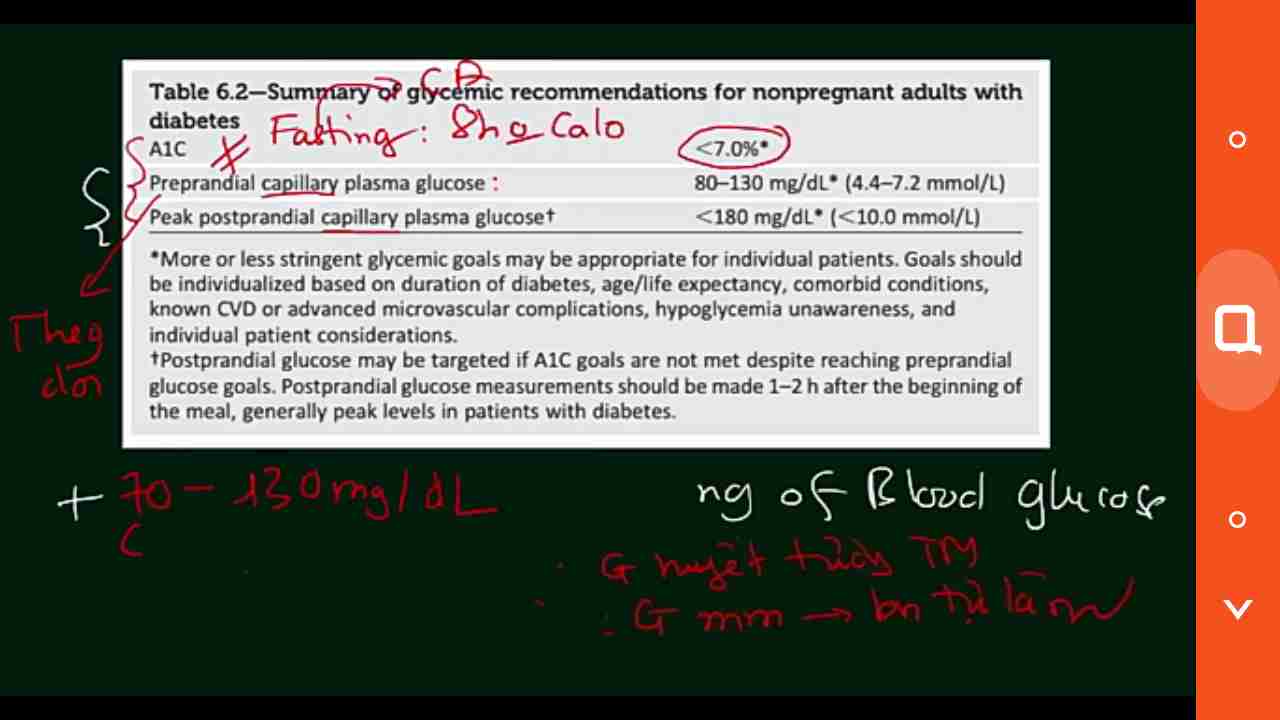 Table 6.2—Summary of glycemic recommendations for nonpregnant adults with
diabetes
CĐ
Fasting: 8h o Calo
A1C <7.0%*
Preprandial capillary plasma glucose : 80–130 mg/dL* (4.4–7.2 mmol/L)
Peak postprandial capillary plasma glucose† <180 mg/dL* (<10.0 mmol/L)
*More or less stringent glycemic goals may be appropriate for individual patients. Goals should
be individualized based on duration of diabetes, age/life expectancy, comorbid conditions,
known CVD or advanced microvascular complications, hypoglycemia unawareness, and
individual patient considerations.
†Postprandial glucose may be targeted if A1C goals are not met despite reaching preprandial
glucose goals. Postprandial glucose measurements should be made 1–2 h after the beginning of
the meal, generally peak levels in patients with diabetes.
Theo
dõi
+ 70 - 130 mg/dL
ng of Blood glucose
G huyết tương TM
G mm → bn tự làm